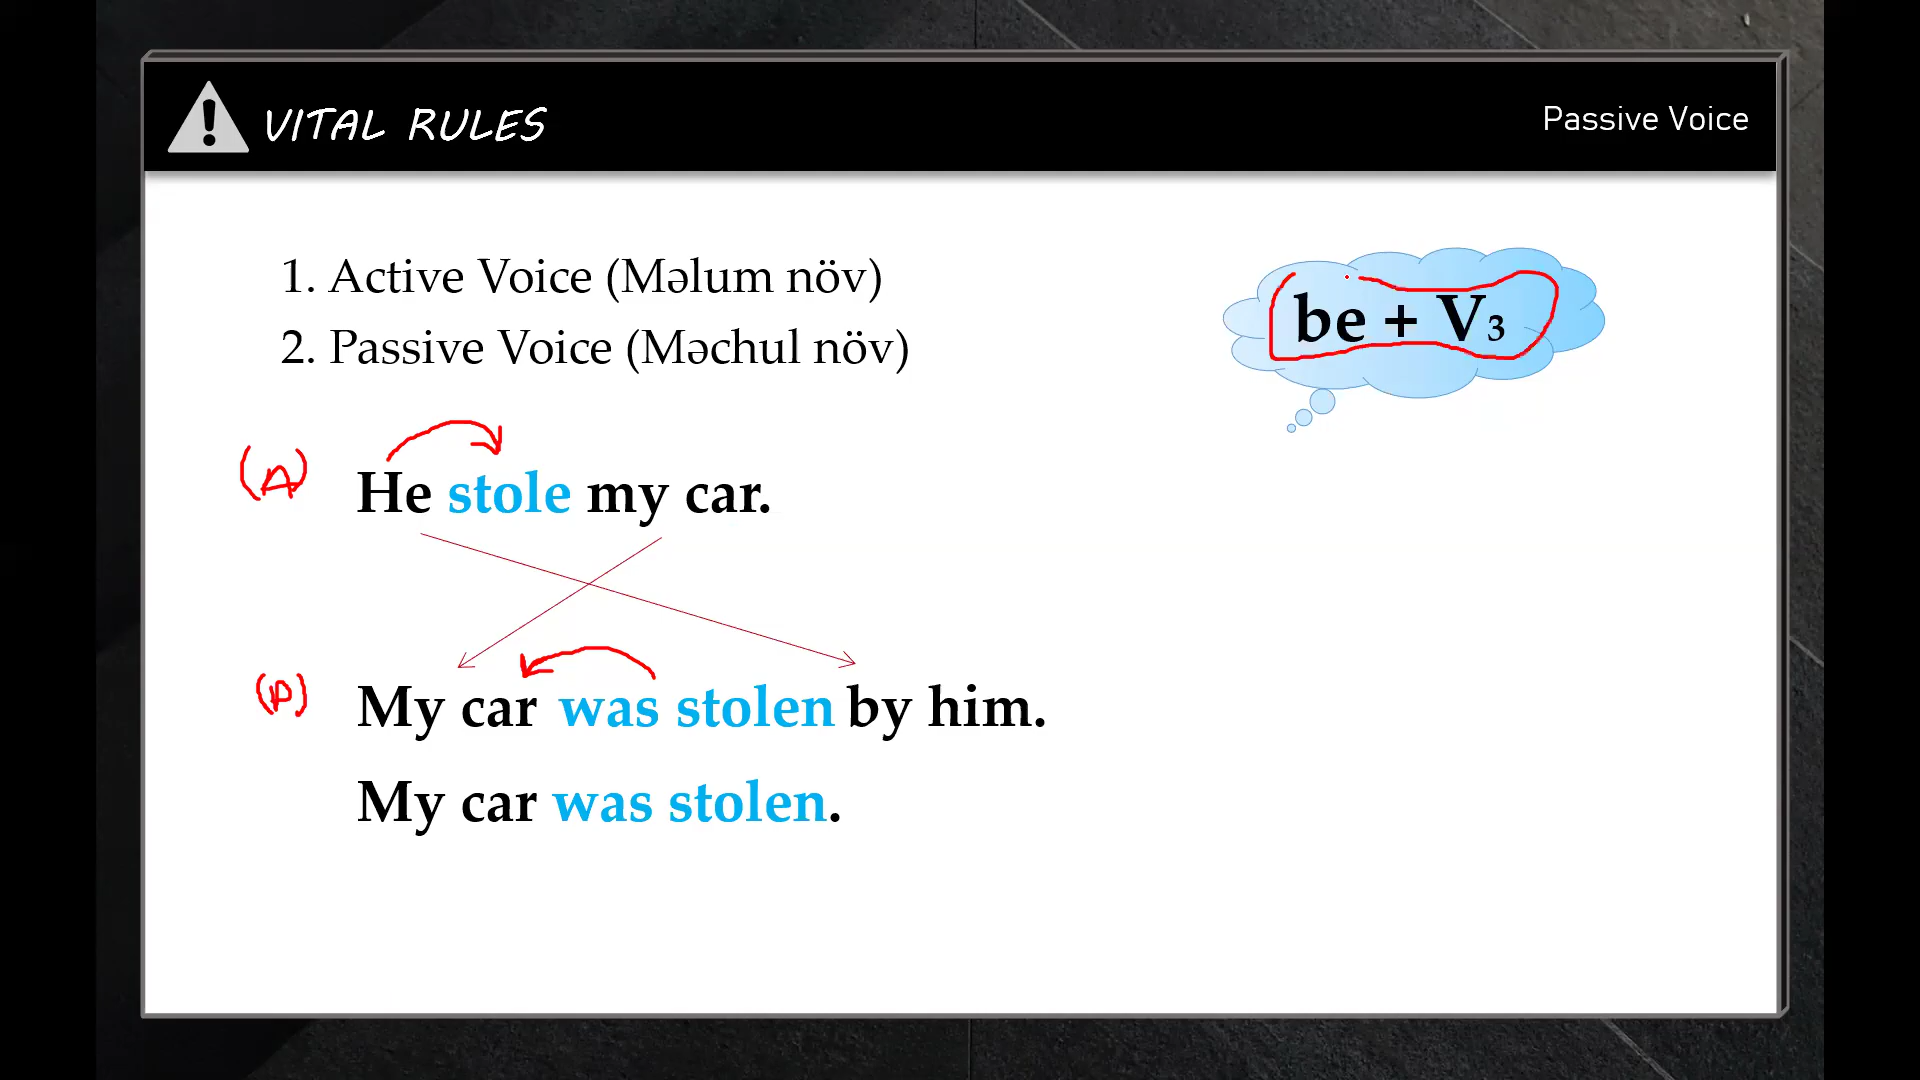 VITAL RULES
Passive Voice
1. Active Voice (Məlum növ)
2. Passive Voice (Məchul növ)
be + V₃
(A)
He stole my car.
(P)
My car was stolen by him.
My car was stolen.